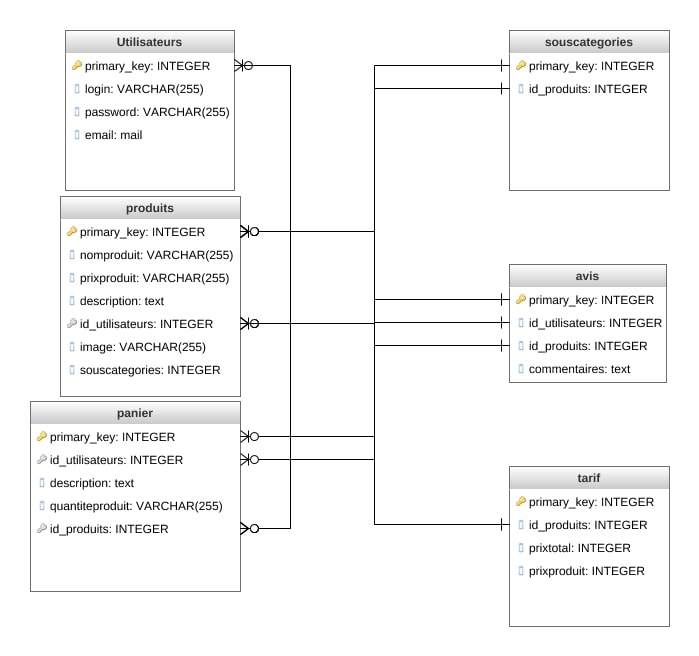 Utilisateurs
primary_key: INTEGER
login: VARCHAR(255)
password: VARCHAR(255)
email: mail
produits
primary_key: INTEGER
nomproduit: VARCHAR(255)
prixproduit: VARCHAR(255)
description: text
id_utilisateurs: INTEGER
image: VARCHAR(255)
souscategories: INTEGER
panier
primary_key: INTEGER
id_utilisateurs: INTEGER
description: text
quantiteproduit: VARCHAR(255)
id_produits: INTEGER
souscategories
primary_key: INTEGER
id_produits: INTEGER
avis
primary_key: INTEGER
id_utilisateurs: INTEGER
id_produits: INTEGER
commentaires: text
tarif
primary_key: INTEGER
id_produits: INTEGER
prixtotal: INTEGER
prixproduit: INTEGER